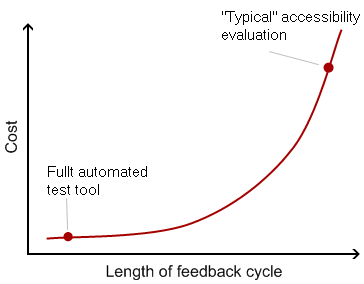 "Typical" accessibility
evaluation
Cost
Fullt automated
test tool
Length of feedback cycle